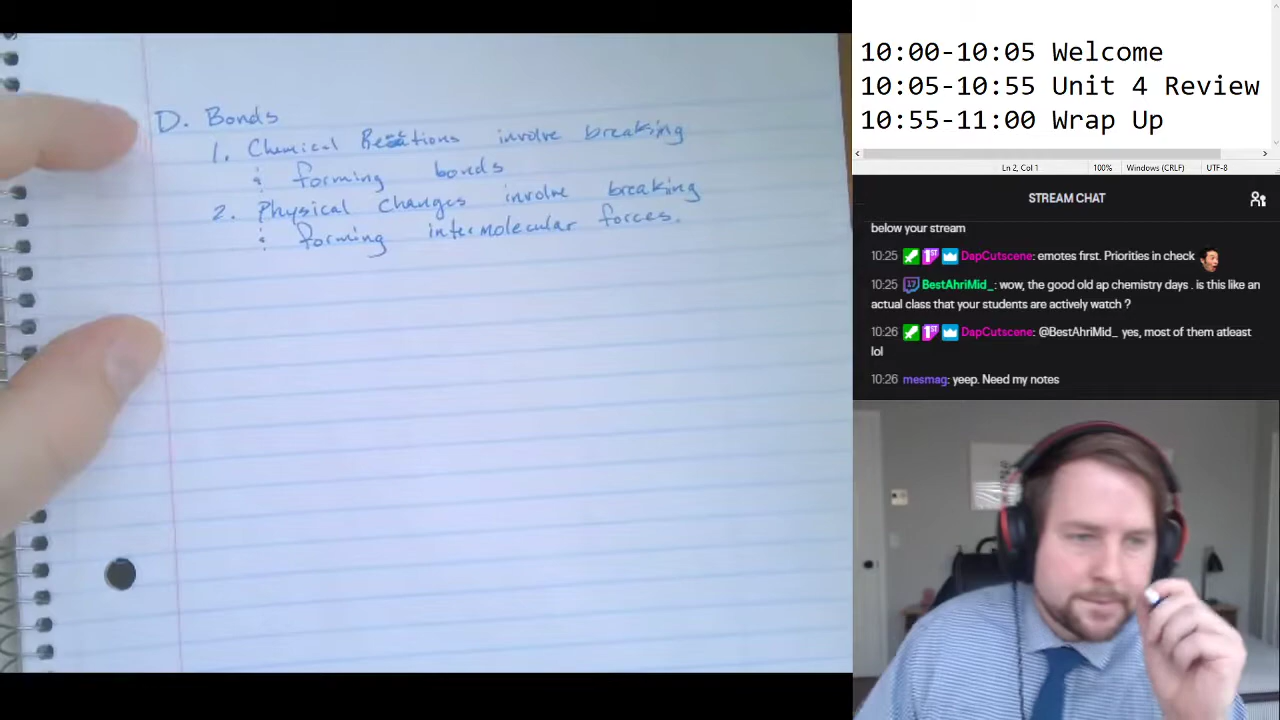 D. Bonds
1. Chemical Reactions involve breaking
& forming bonds
2. Physical Changes involve breaking
& forming intermolecular forces.
10:00-10:05 Welcome
10:05-10:55 Unit 4 Review
10:55-11:00 Wrap Up
Ln 2, Col 1 100% Windows (CRLF) UTF-8
STREAM CHAT
below your stream
10:25 DapCutscene: emotes first. Priorities in check
10:25 BestAhriMid_: wow, the good old ap chemistry days . is this like an
actual class that your students are actively watch ?
10:26 DapCutscene: @BestAhriMid_ yes, most of them atleast
lol
10:26 mesmag: yeep. Need my notes